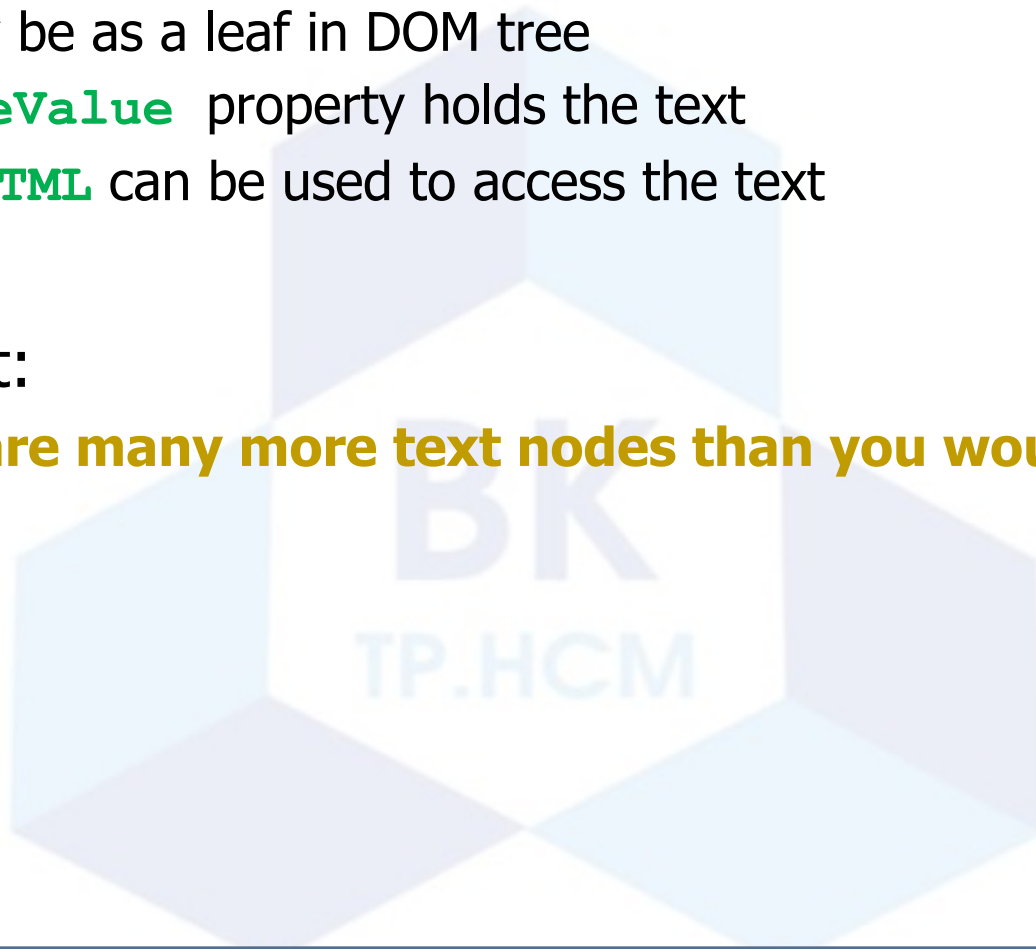 be as a leaf in DOM tree
eValue property holds the text
TML can be used to access the text
t:
are many more text nodes than you wou
BK
TP.HCM